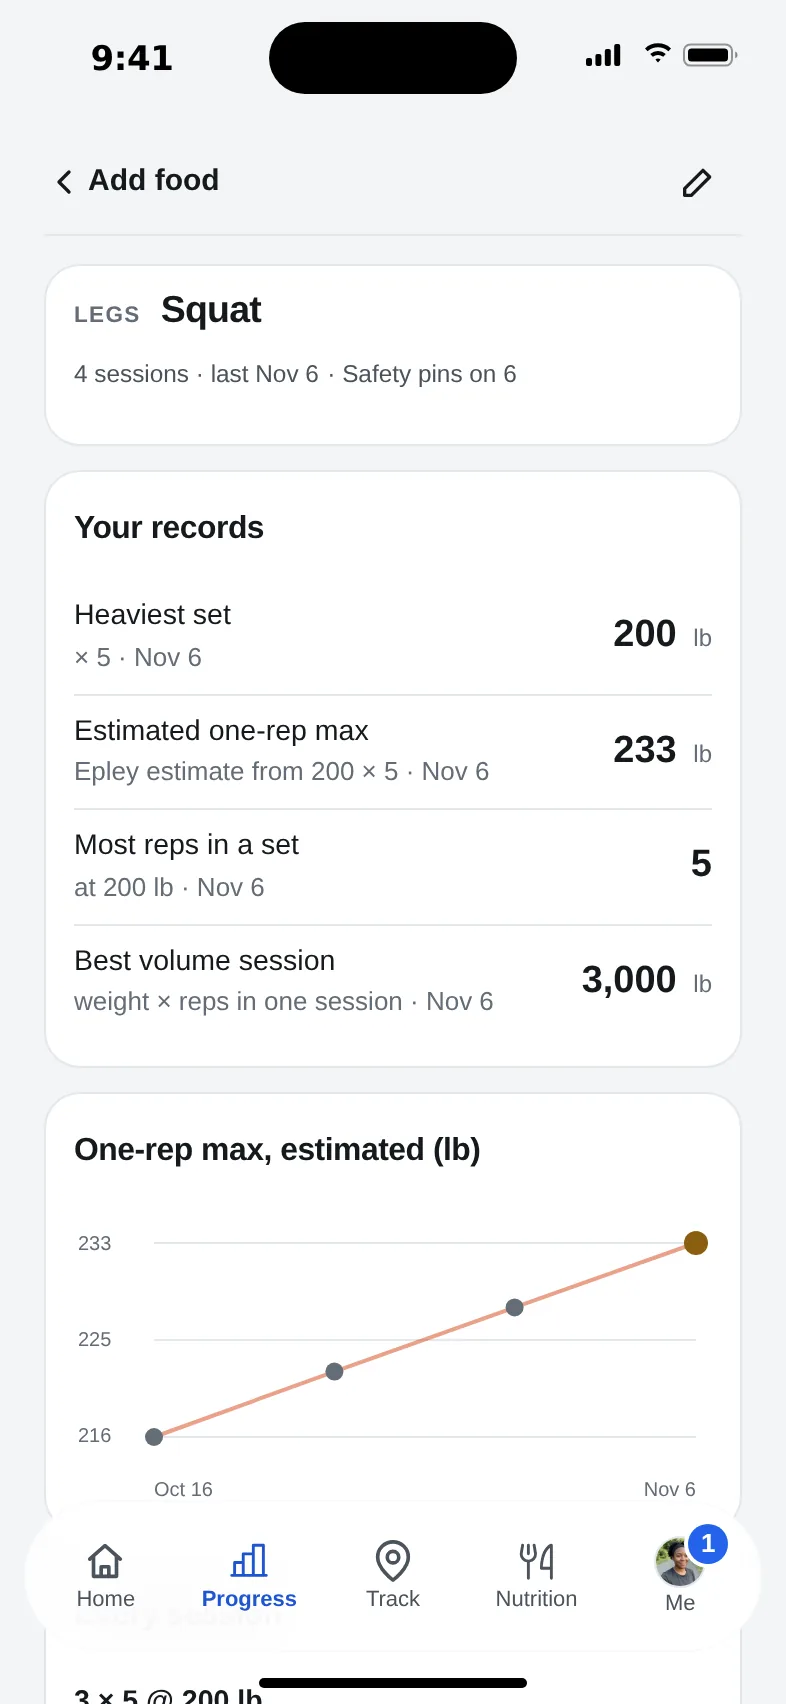 9:41
Add food
LEGS Squat
4 sessions · last Nov 6 · Safety pins on 6
Your records
Heaviest set
× 5 · Nov 6
200 lb
Estimated one-rep max
Epley estimate from 200 × 5 · Nov 6
233 lb
Most reps in a set
at 200 lb · Nov 6
5
Best volume session
weight × reps in one session · Nov 6
3,000 lb
One-rep max, estimated (lb)
233
225
216
Oct 16 Nov 6
1
Home Progress Track Nutrition Me
3 × 5 @ 200 lb